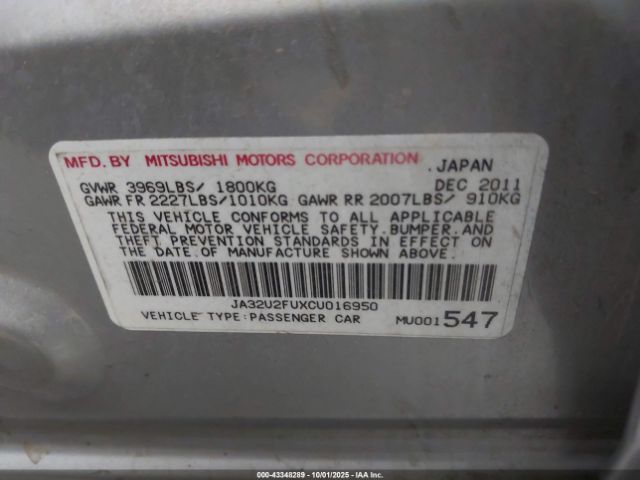 MFD. BY MITSUBISHI MOTORS CORPORATION .JAPAN
GVWR 3969LBS/ 1800KG DEC 2011
GAWR FR 2227LBS/1010KG GAWR RR 2007LBS/ 910KG
THIS VEHICLE CONFORMS TO ALL APPLICABLE
FEDERAL MOTOR VEHICLE SAFETY.BUMPER.AND
THEFT PREVENTION STANDARDS IN EFFECT ON
THE DATE.OF MANUFACTURE SHOWN ABOVE.
JA32U2FUXCU016950
VEHICLE TYPE:PASSENGER CAR MU001547
IAA - 43348289 - 10/01/2025 - IAAI.COM